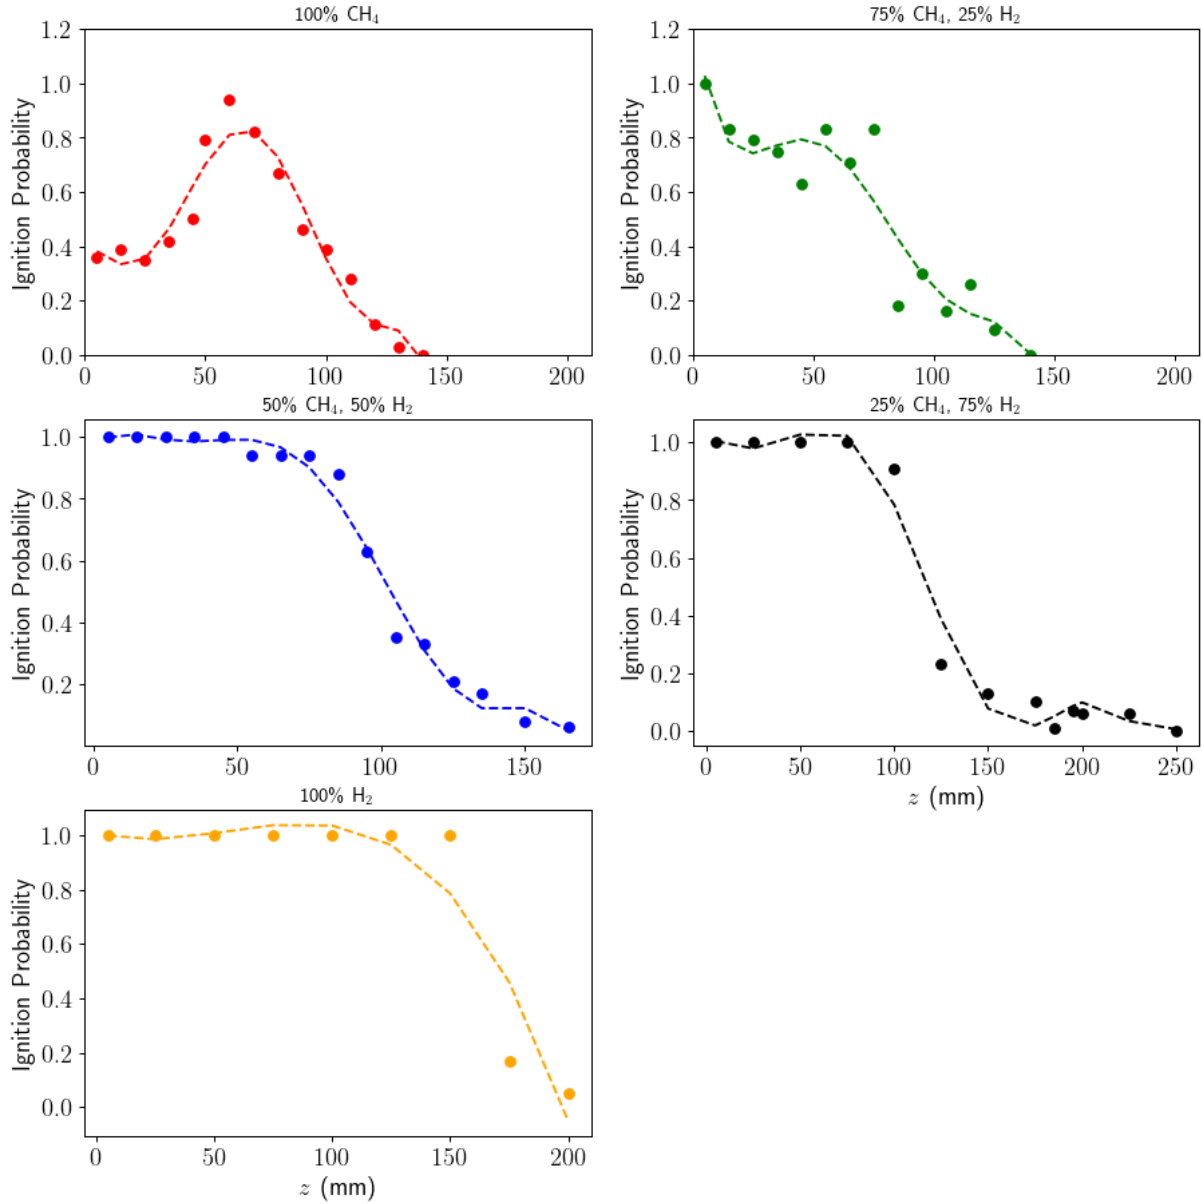 100% CH₄
1.2
1.0
0.8
0.6
0.4
0.2
0.0
Ignition Probability
0 50 100 150 200
75% CH₄, 25% H₂
1.2
1.0
0.8
0.6
0.4
0.2
0.0
Ignition Probability
0 50 100 150 200
50% CH₄, 50% H₂
1.0
0.8
0.6
0.4
0.2
Ignition Probability
0 50 100 150
25% CH₄, 75% H₂
1.0
0.8
0.6
0.4
0.2
0.0
Ignition Probability
0 50 100 150 200 250
z (mm)
100% H₂
1.0
0.8
0.6
0.4
0.2
0.0
Ignition Probability
0 50 100 150 200
z (mm)